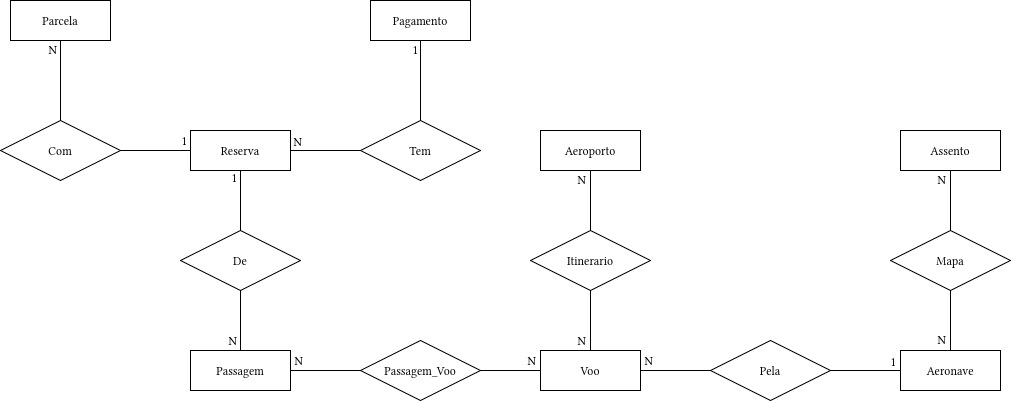 Parcela
Pagamento
N
1
Com
1
Reserva
N
Tem
Aeroporto
Assento
1
N
N
De
Itinerario
Mapa
N
N
N
Passagem
N
Passagem_Voo
N
Voo
N
Pela
1
Aeronave